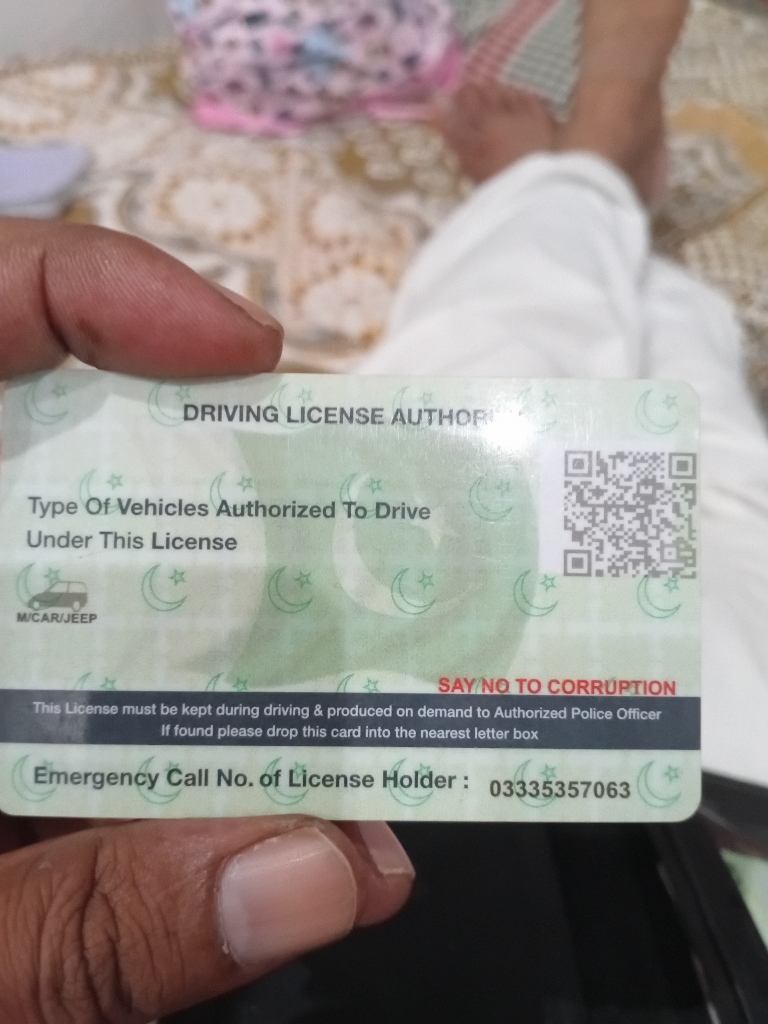 DRIVING LICENSE AUTHOR
Type Of Vehicles Authorized To Drive
Under This License
M/CAR/JEEP
SAY NO TO CORRUPTION
This License must be kept during driving & produced on demand to Authorized Police Officer
If found please drop this card into the nearest letter box
Emergency Call No. of License Holder : 03335357063